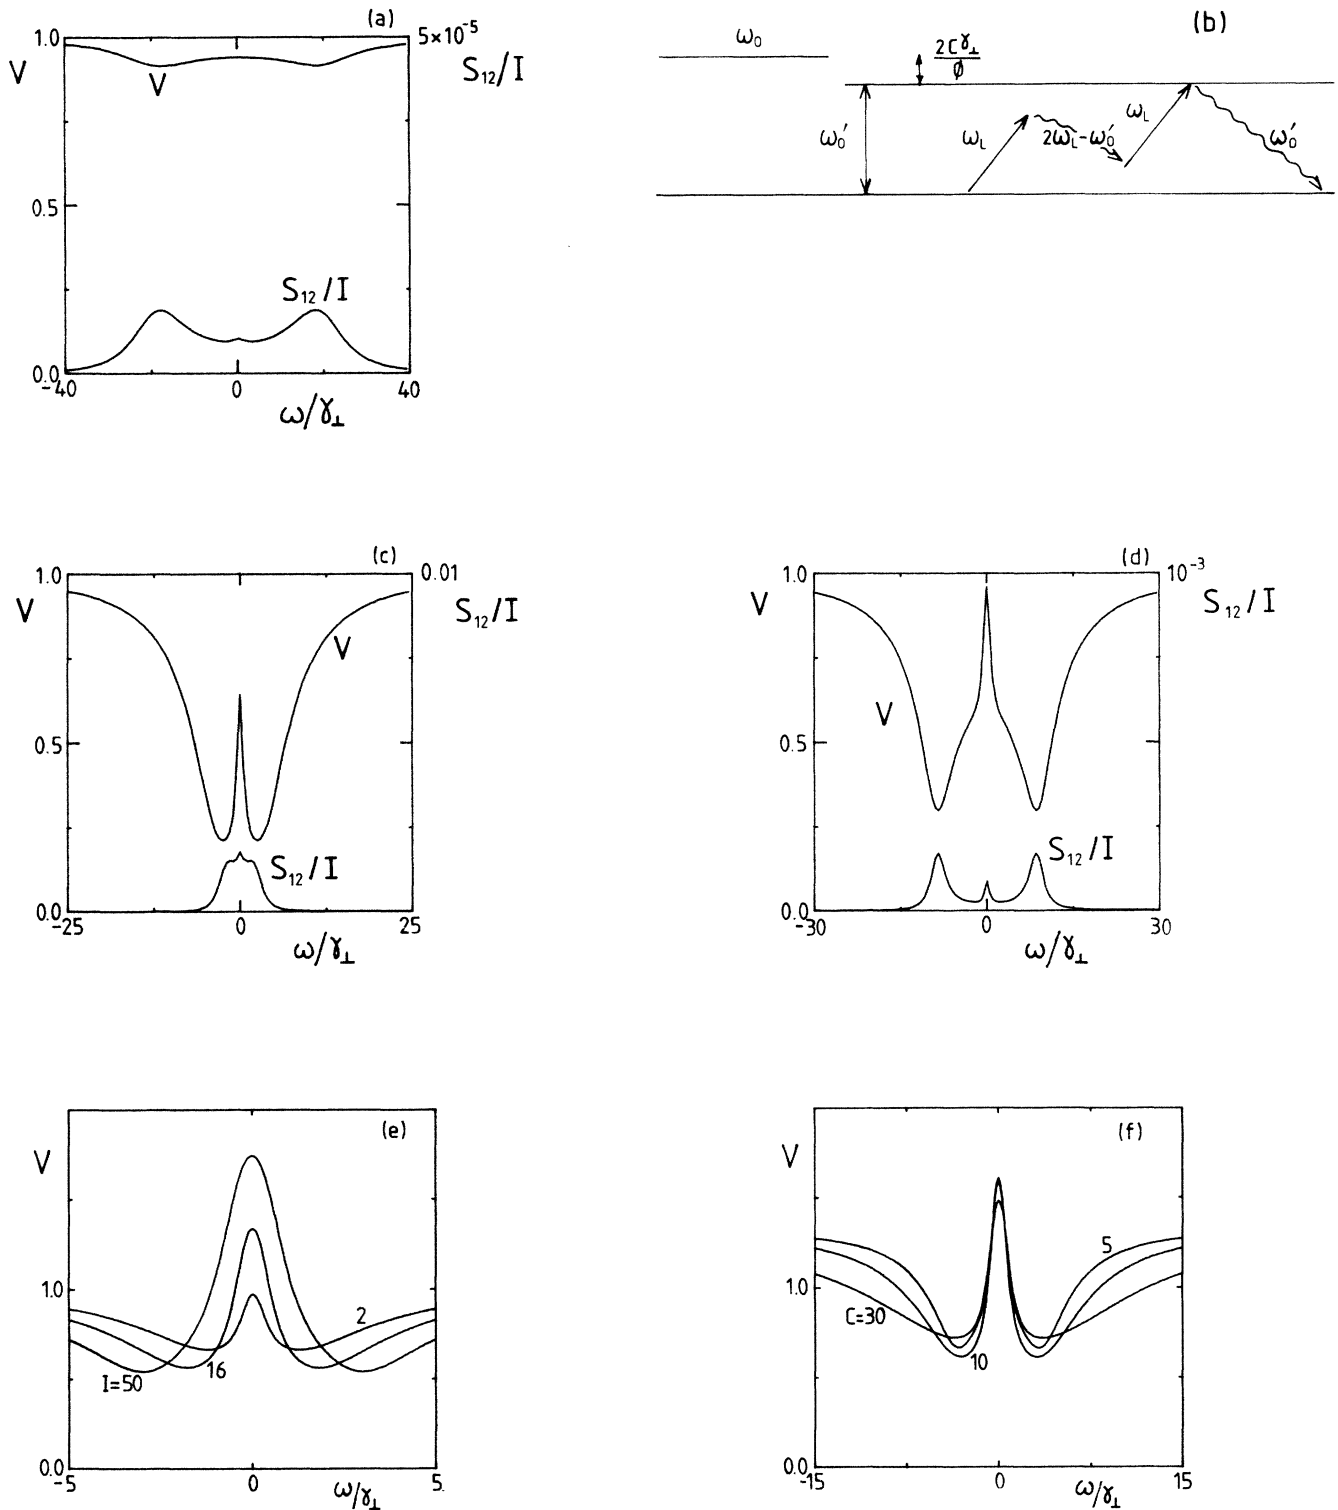 (a)
1.0
5×10⁻⁵
V
S₁₂/I
V
0.5
S₁₂/I
0.0
-40
0
40
ω/γ⊥
(b)
ω₀
2Cγ⊥
ϕ
ω₀′
ω_L
2ω_L-ω₀′
ω_L
ω₀′
(c)
1.0
0.01
V
S₁₂/I
V
0.5
S₁₂/I
0.0
-25
0
25
ω/γ⊥
(d)
1.0
10⁻³
V
S₁₂/I
V
0.5
S₁₂/I
0.0
-30
0
30
ω/γ⊥
(e)
V
1.0
2
16
I=50
0.0
-5
0
5
ω/γ⊥
(f)
V
5
1.0
C=30
10
0.0
-15
0
15
ω/γ⊥